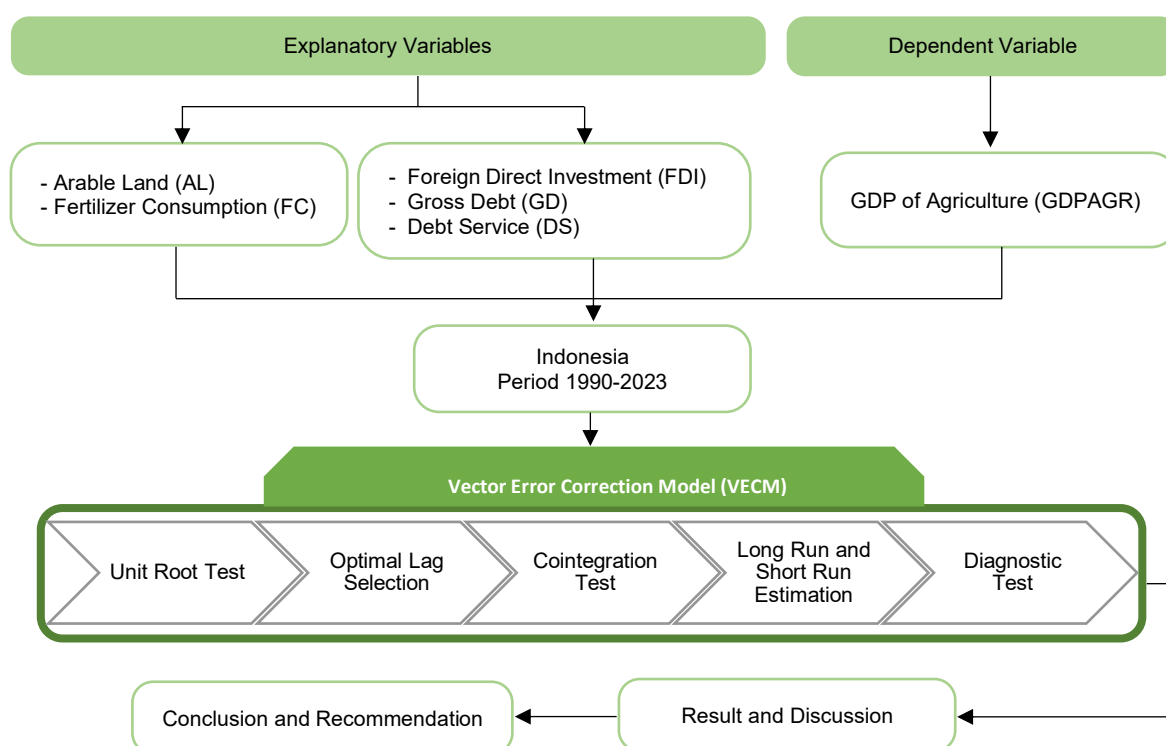 Explanatory Variables
Dependent Variable
- Arable Land (AL)
- Fertilizer Consumption (FC)
- Foreign Direct Investment (FDI)
- Gross Debt (GD)
- Debt Service (DS)
GDP of Agriculture (GDPAGR)
Indonesia
Period 1990-2023
Vector Error Correction Model (VECM)
Unit Root Test
Optimal Lag
Selection
Cointegration
Test
Long Run and
Short Run
Estimation
Diagnostic
Test
Conclusion and Recommendation
Result and Discussion